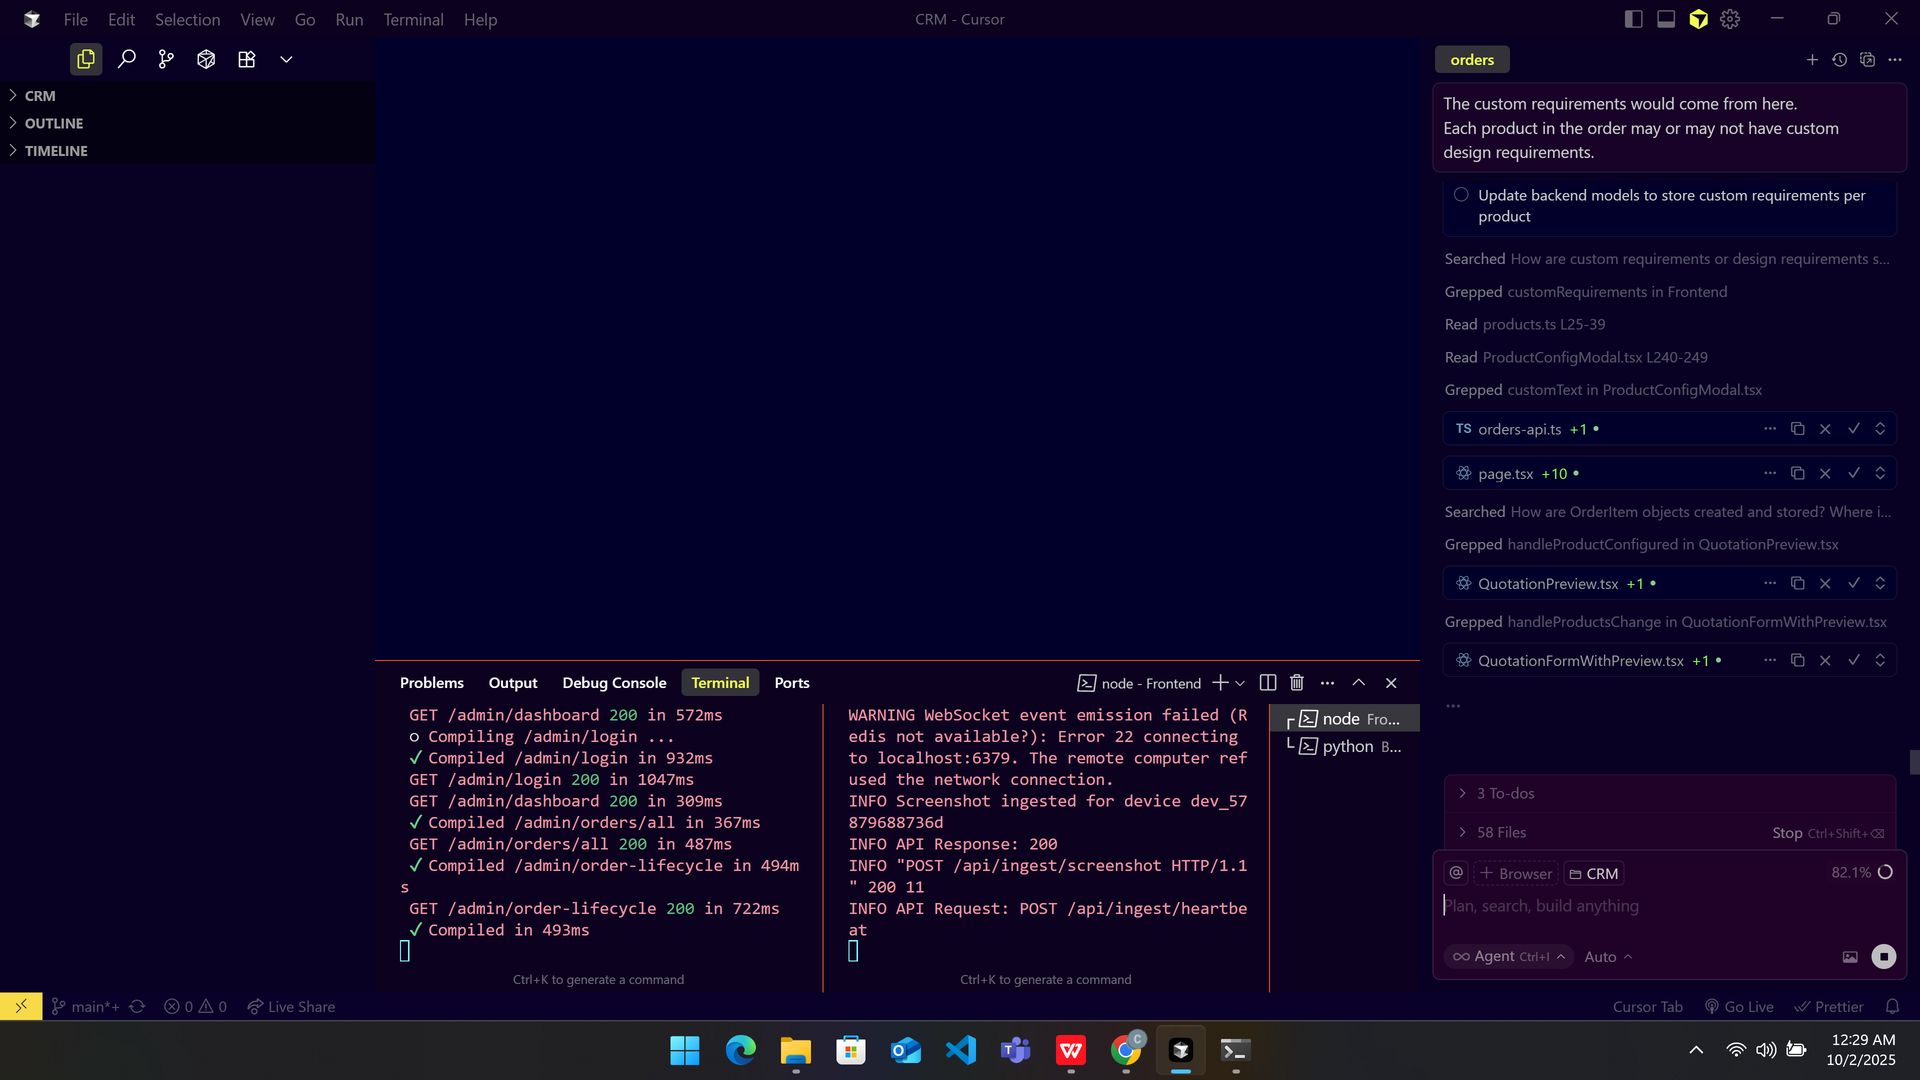 File Edit Selection View Go Run Terminal Help
CRM - Cursor
CRM
OUTLINE
TIMELINE
Problems Output Debug Console Terminal Ports
node - Frontend
GET /admin/dashboard 200 in 572ms
○ Compiling /admin/login ...
✓ Compiled /admin/login in 932ms
GET /admin/login 200 in 1047ms
GET /admin/dashboard 200 in 309ms
✓ Compiled /admin/orders/all in 367ms
GET /admin/orders/all 200 in 487ms
✓ Compiled /admin/order-lifecycle in 494m
s
GET /admin/order-lifecycle 200 in 722ms
✓ Compiled in 493ms
Ctrl+K to generate a command
WARNING WebSocket event emission failed (R
edis not available?): Error 22 connecting
to localhost:6379. The remote computer ref
used the network connection.
INFO Screenshot ingested for device dev_57
879688736d
INFO API Response: 200
INFO "POST /api/ingest/screenshot HTTP/1.1
" 200 11
INFO API Request: POST /api/ingest/heartbe
at
Ctrl+K to generate a command
node Fro...
python B...
orders
The custom requirements would come from here.
Each product in the order may or may not have custom
design requirements.
Update backend models to store custom requirements per
product
Searched How are custom requirements or design requirements s...
Grepped customRequirements in Frontend
Read products.ts L25-39
Read ProductConfigModal.tsx L240-249
Grepped customText in ProductConfigModal.tsx
TS orders-api.ts +1 •
page.tsx +10 •
Searched How are OrderItem objects created and stored? Where i...
Grepped handleProductConfigured in QuotationPreview.tsx
QuotationPreview.tsx +1 •
Grepped handleProductsChange in QuotationFormWithPreview.tsx
QuotationFormWithPreview.tsx +1 •
...
3 To-dos
58 Files Stop Ctrl+Shift+⌫
@ + Browser CRM 82.1%
Plan, search, build anything
Agent Ctrl+I Auto
main*+ 0 0 Live Share
Cursor Tab Go Live Prettier
12:29 AM
10/2/2025